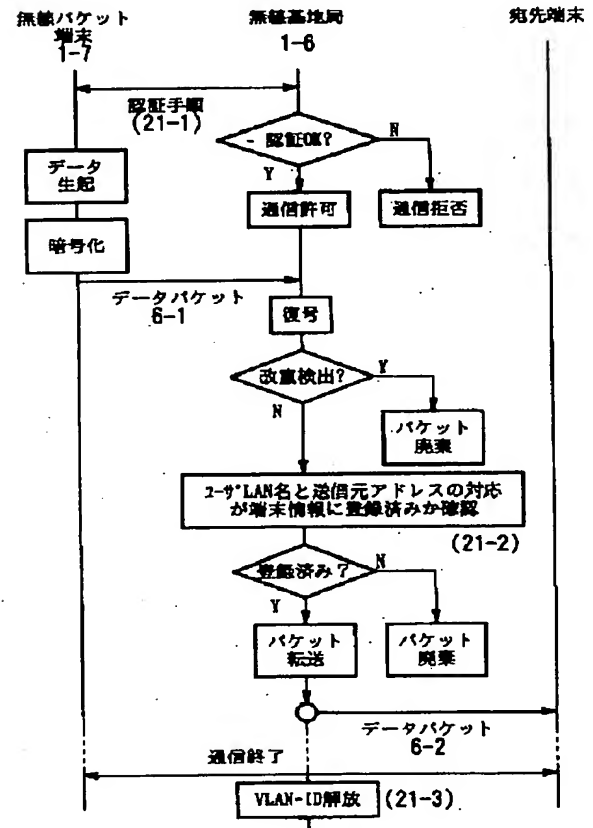 無線パケット
端末
1-7
無線基地局
1-6
宛先端末
認証手順
(21-1)
認証OK?
N
Y
データ
生起
通信許可
通信拒否
暗号化
データパケット
6-1
復号
改竄検出?
Y
N
パケット
廃棄
ユーザLAN名と送信元アドレスの対応
が端末情報に登録済みか確認
(21-2)
登録済み?
N
Y
パケット
転送
パケット
廃棄
データパケット
6-2
通信終了
VLAN-ID解放
(21-3)